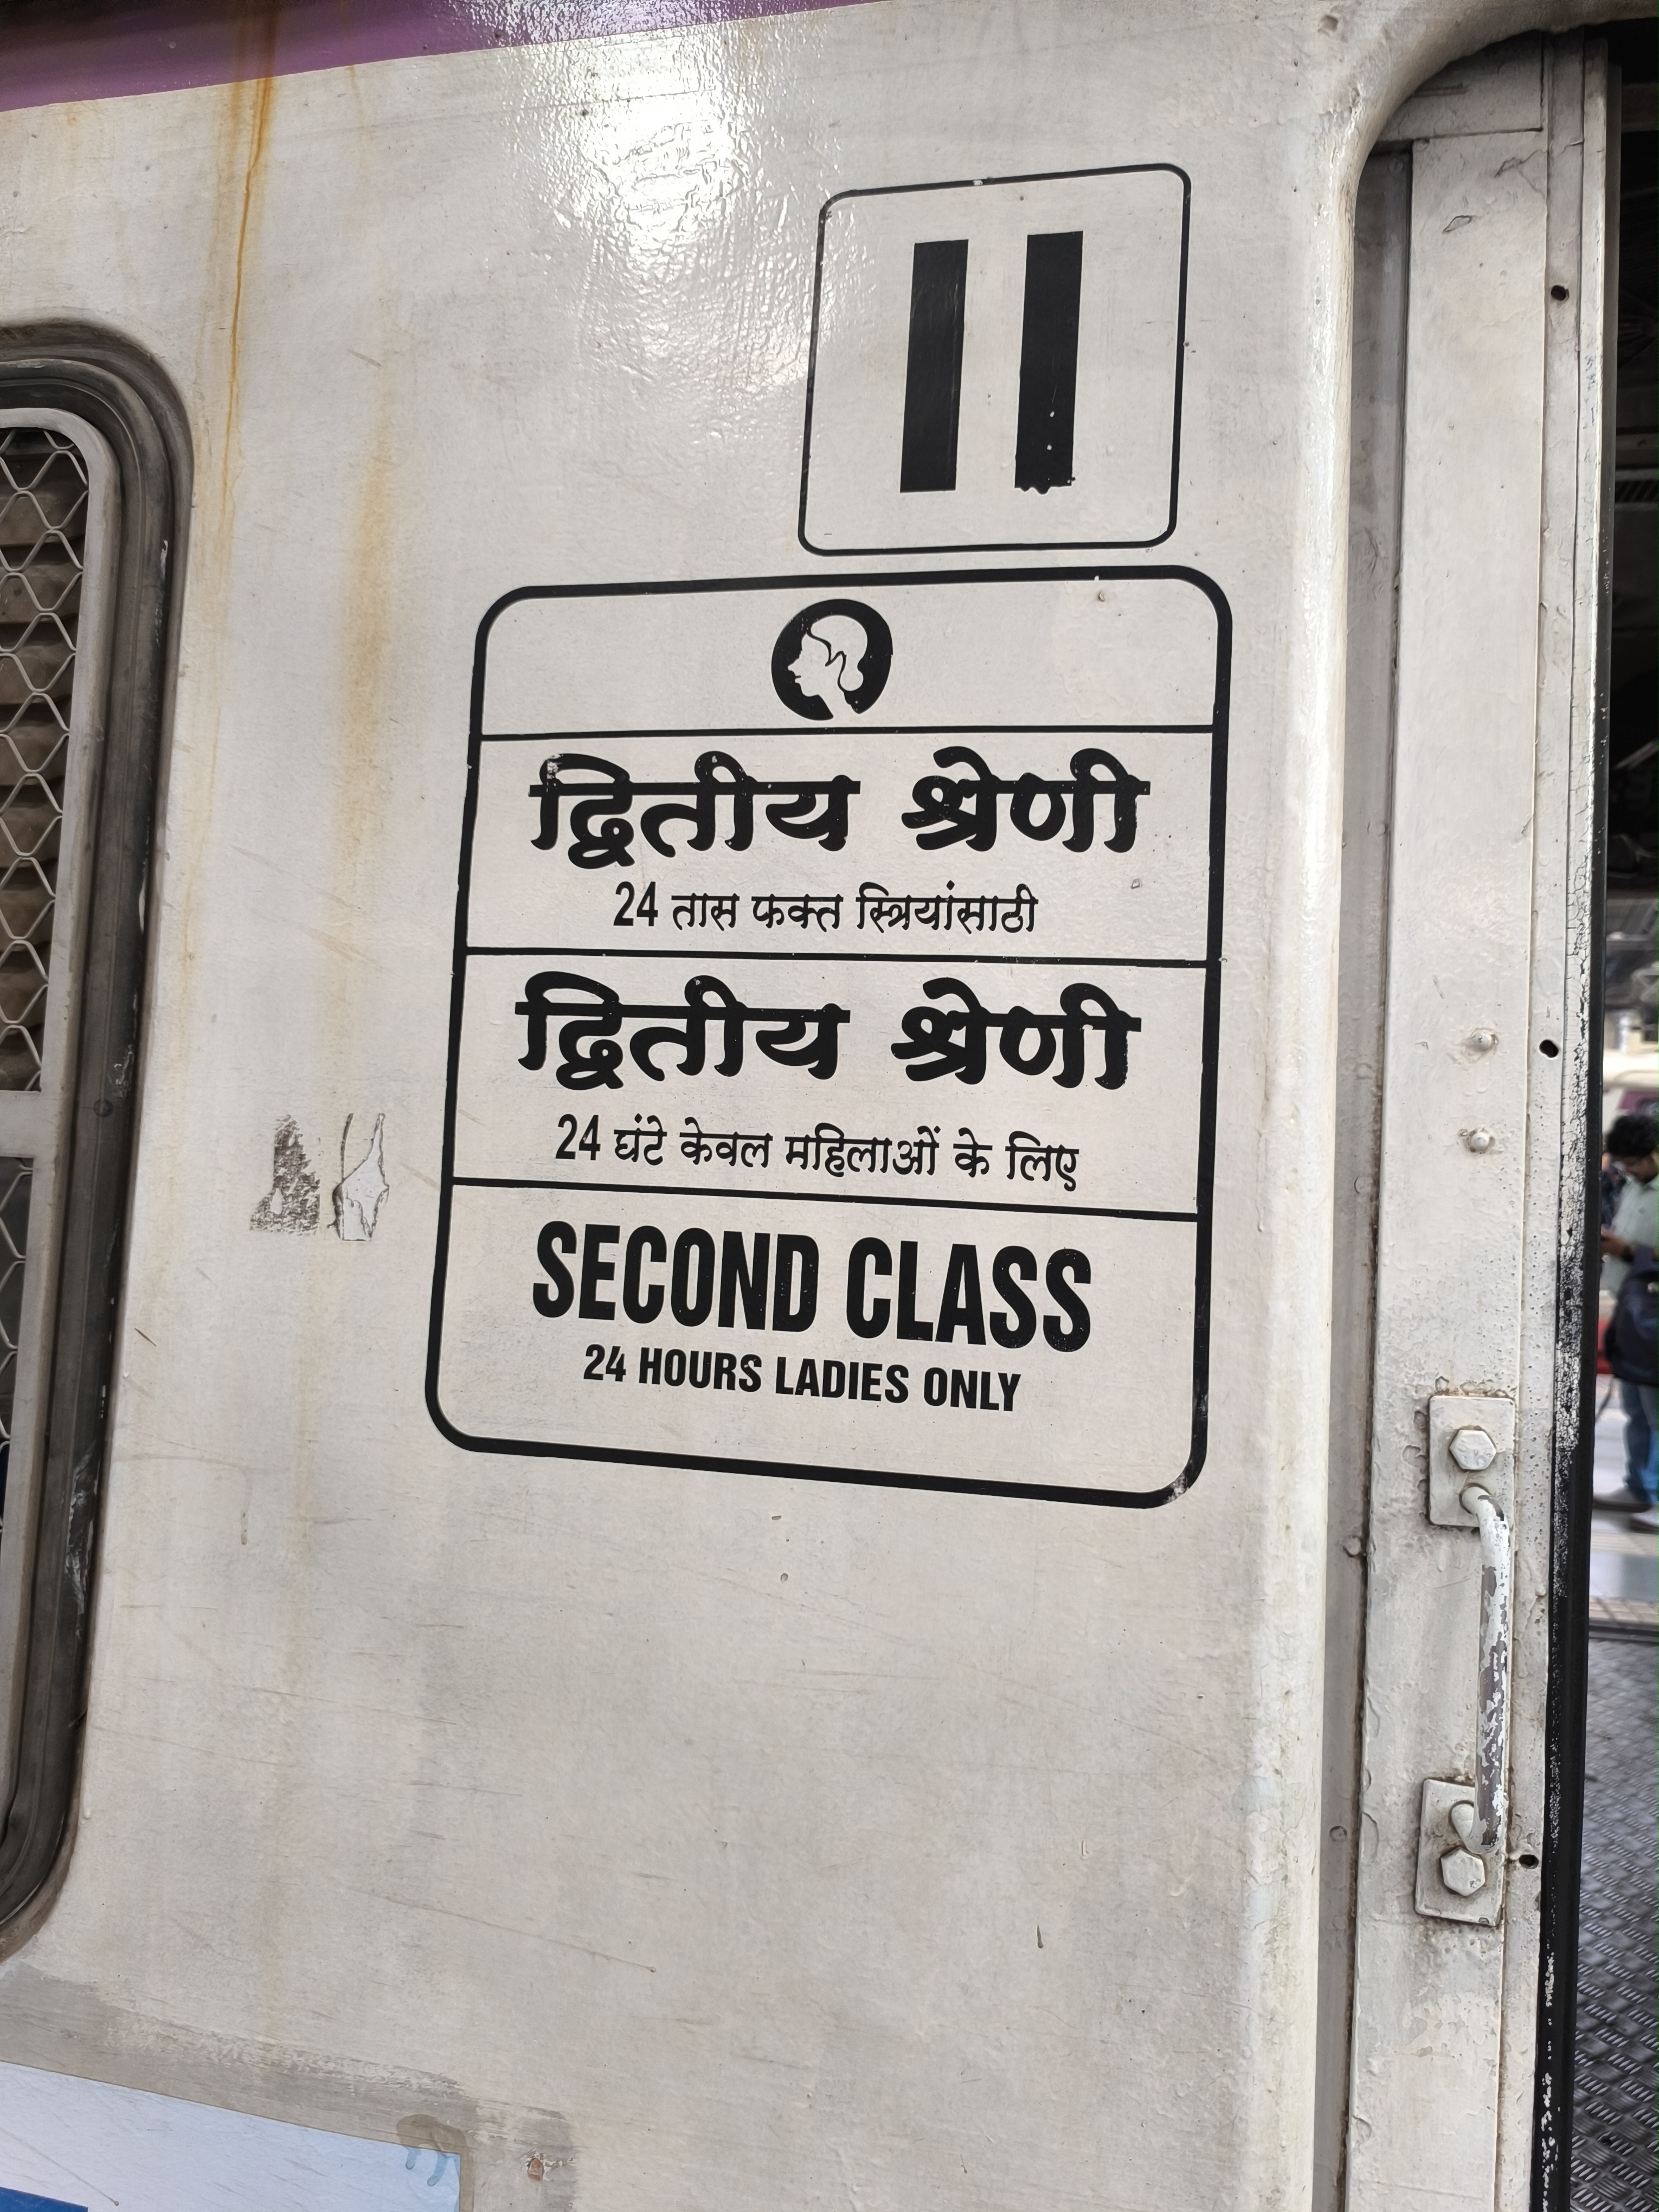 II
द्वितीय श्रेणी
24 तास फक्त स्त्रियांसाठी
द्वितीय श्रेणी
24 घंटे केवल महिलाओं के लिए
SECOND CLASS
24 HOURS LADIES ONLY